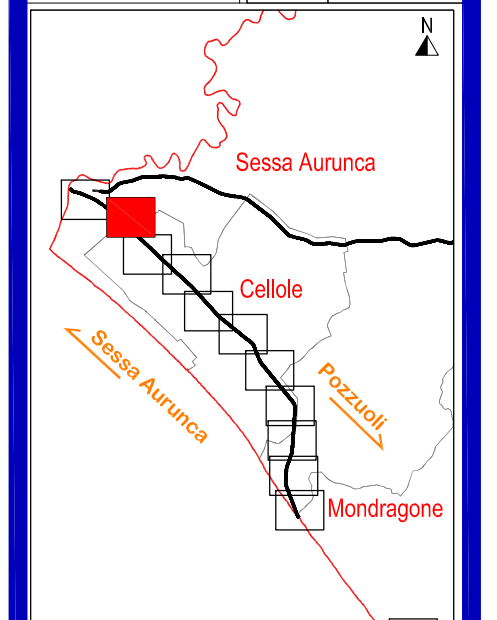 N
Sessa Aurunca
Cellole
Sessa Aurunca
Pozzuoli
Mondragone